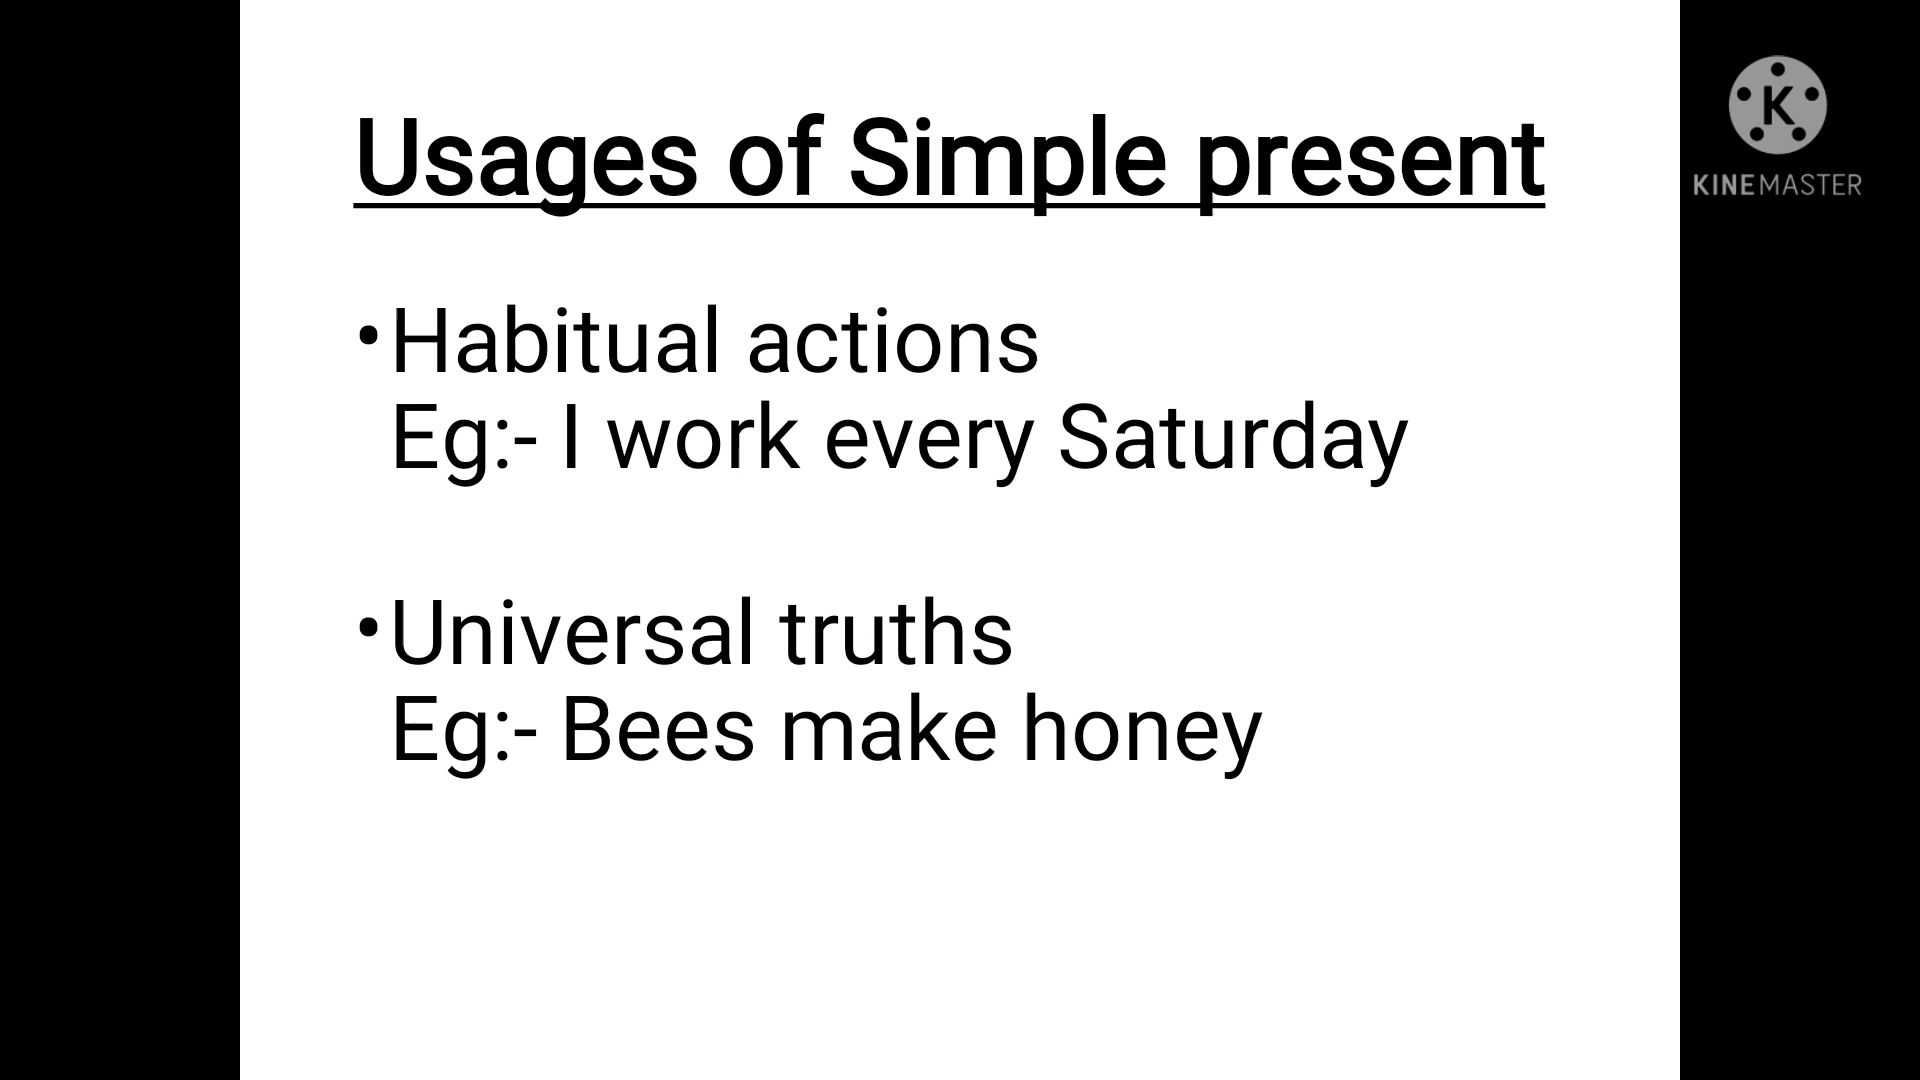 Usages of Simple present
KINEMASTER
•Habitual actions
Eg:- I work every Saturday
•Universal truths
Eg:- Bees make honey